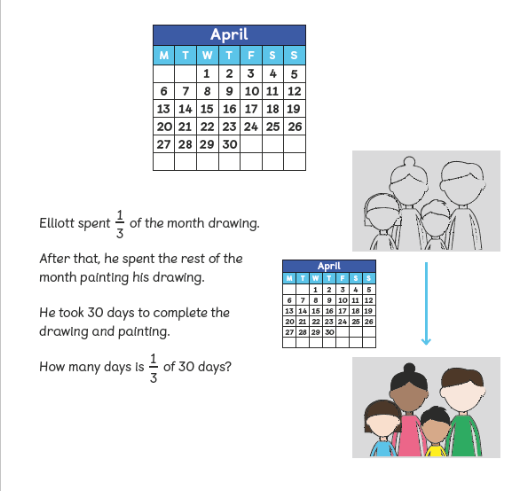 April
M T W T F S S
1 2 3 4 5
6 7 8 9 10 11 12
13 14 15 16 17 18 19
20 21 22 23 24 25 26
27 28 29 30
Elliott spent 1/3 of the month drawing.
After that, he spent the rest of the
month painting his drawing.
He took 30 days to complete the
drawing and painting.
How many days is 1/3 of 30 days?
April
M T W T F S S
1 2 3 4 5
6 7 8 9 10 11 12
13 14 15 16 17 18 19
20 21 22 23 24 25 26
27 28 29 30